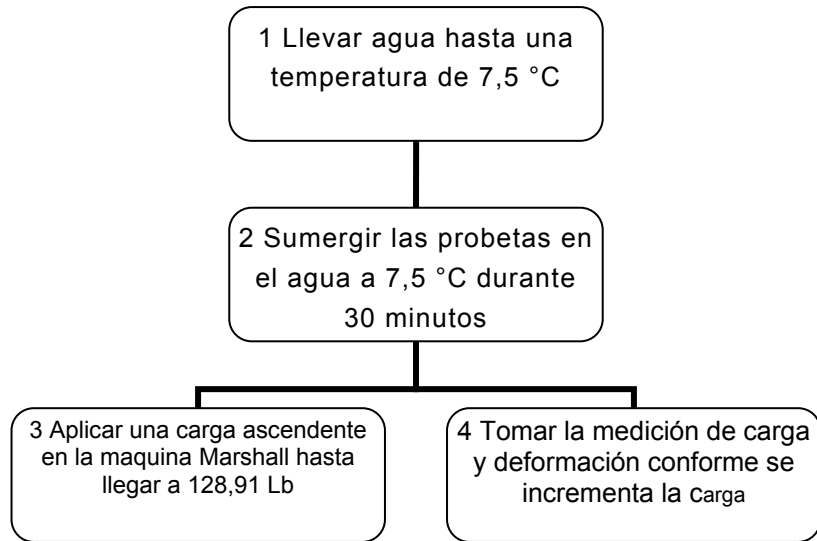 1 Llevar agua hasta una
temperatura de 7,5 °C
2 Sumergir las probetas en
el agua a 7,5 °C durante
30 minutos
3 Aplicar una carga ascendente
en la maquina Marshall hasta
llegar a 128,91 Lb
4 Tomar la medición de carga
y deformación conforme se
incrementa la carga